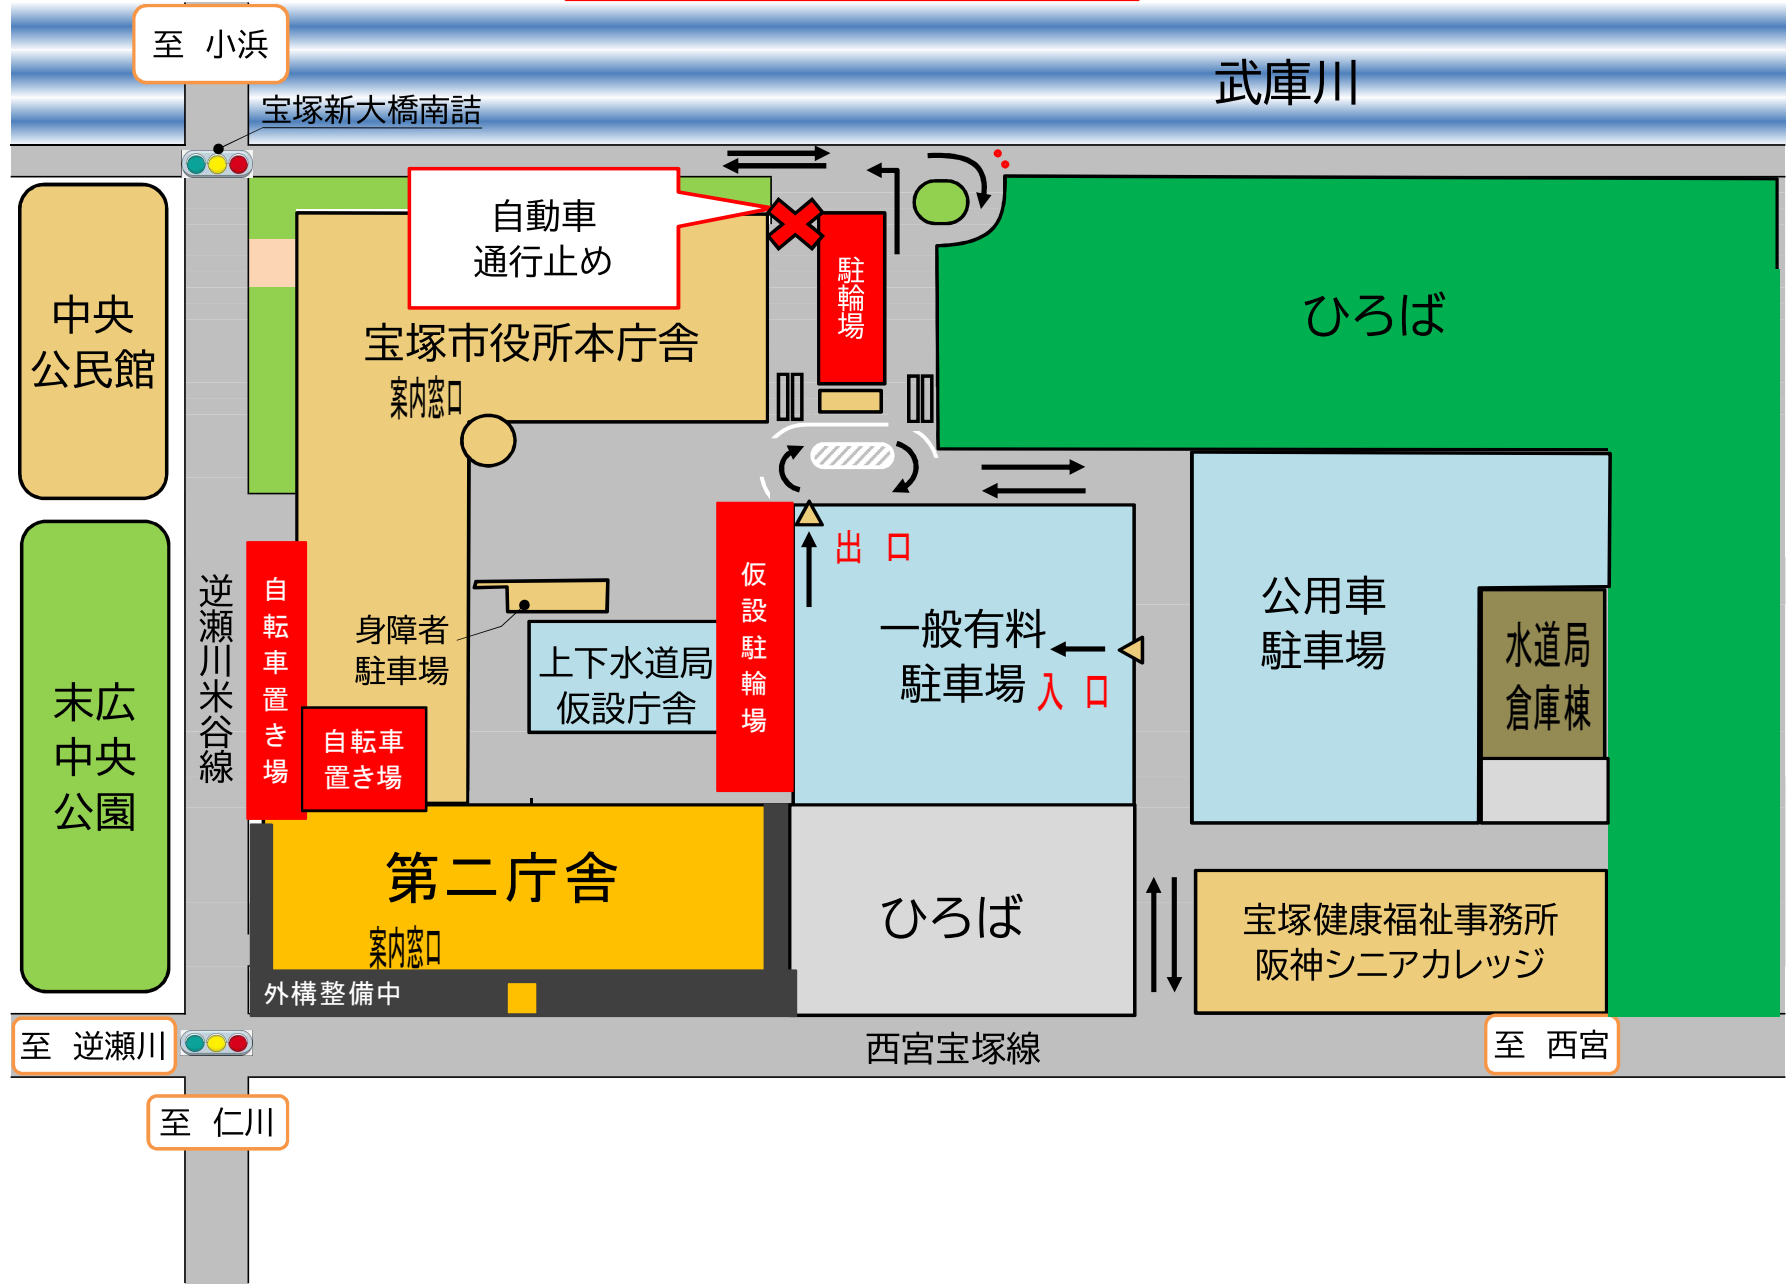 至 小浜
武庫川
宝塚新大橋南詰
自動車
通行止め
駐輪場
ひろば
中央
公民館
宝塚市役所本庁舎
案内窓口
出 口
逆瀬川米谷線
自転車置き場
仮設駐輪場
身障者
駐車場
上下水道局
仮設庁舎
一般有料
駐車場
入 口
公用車
駐車場
水道局
倉庫棟
末広
中央
公園
自転車
置き場
第二庁舎
案内窓口
ひろば
宝塚健康福祉事務所
阪神シニアカレッジ
外構整備中
至 逆瀬川
西宮宝塚線
至 西宮
至 仁川